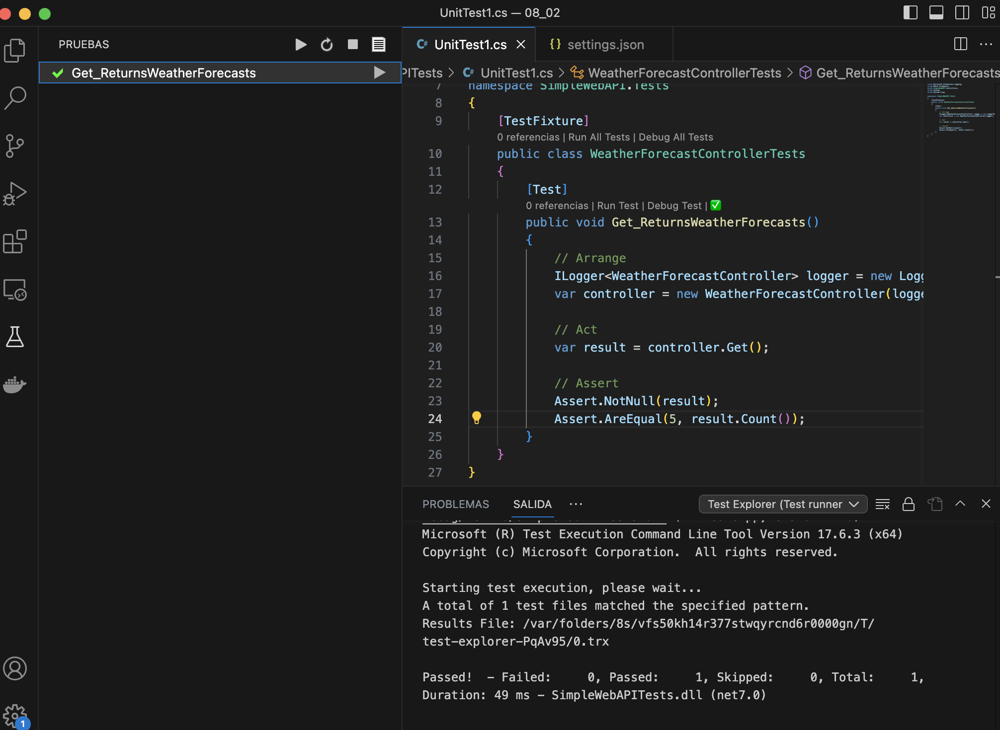 UnitTest1.cs — 08_02
PRUEBAS
Get_ReturnsWeatherForecasts
UnitTest1.cs
settings.json
PITests > UnitTest1.cs > WeatherForecastControllerTests > Get_ReturnsWeatherForecasts
7 namespace SimpleWebAPI.Tests
8 {
9 [TestFixture]
0 referencias | Run All Tests | Debug All Tests
10 public class WeatherForecastControllerTests
11 {
12 [Test]
0 referencias | Run Test | Debug Test | ✅
13 public void Get_ReturnsWeatherForecasts()
14 {
15 // Arrange
16 ILogger<WeatherForecastController> logger = new Logg
17 var controller = new WeatherForecastController(logge
18
19 // Act
20 var result = controller.Get();
21
22 // Assert
23 Assert.NotNull(result);
24 Assert.AreEqual(5, result.Count());
25 }
26 }
27 }
PROBLEMAS
SALIDA
Test Explorer (Test runner
Microsoft (R) Test Execution Command Line Tool Version 17.6.3 (x64)
Copyright (c) Microsoft Corporation.  All rights reserved.
Starting test execution, please wait...
A total of 1 test files matched the specified pattern.
Results File: /var/folders/8s/vfs50kh14r377stwqyrcnd6r0000gn/T/
test-explorer-PqAv95/0.trx
Passed!  - Failed:     0, Passed:     1, Skipped:     0, Total:     1,
Duration: 49 ms - SimpleWebAPITests.dll (net7.0)
1